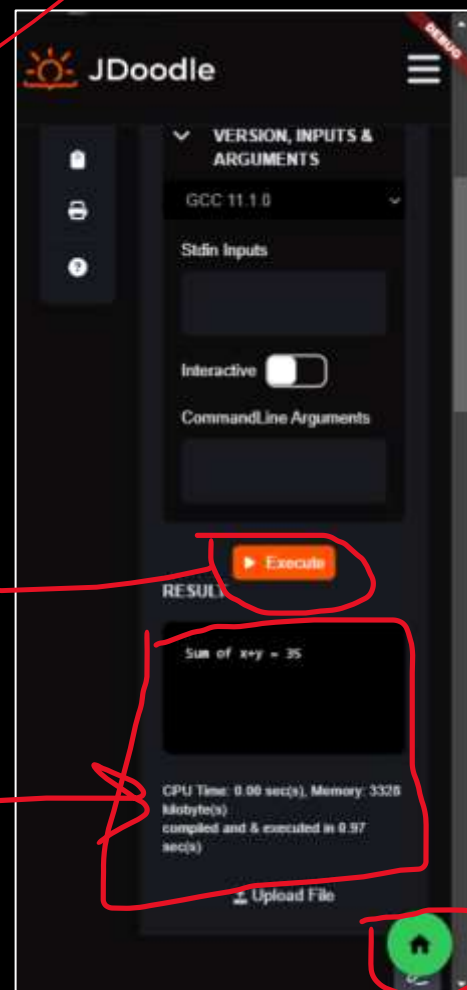 DEBUG
JDoodle
VERSION, INPUTS &
ARGUMENTS
GCC 11.1.0
Stdin Inputs
Interactive
CommandLine Arguments
Execute
RESULT
Sum of x+y = 35
CPU Time: 0.00 sec(s), Memory: 3328
kilobyte(s)
compiled and & executed in 0.97
sec(s)
Upload File